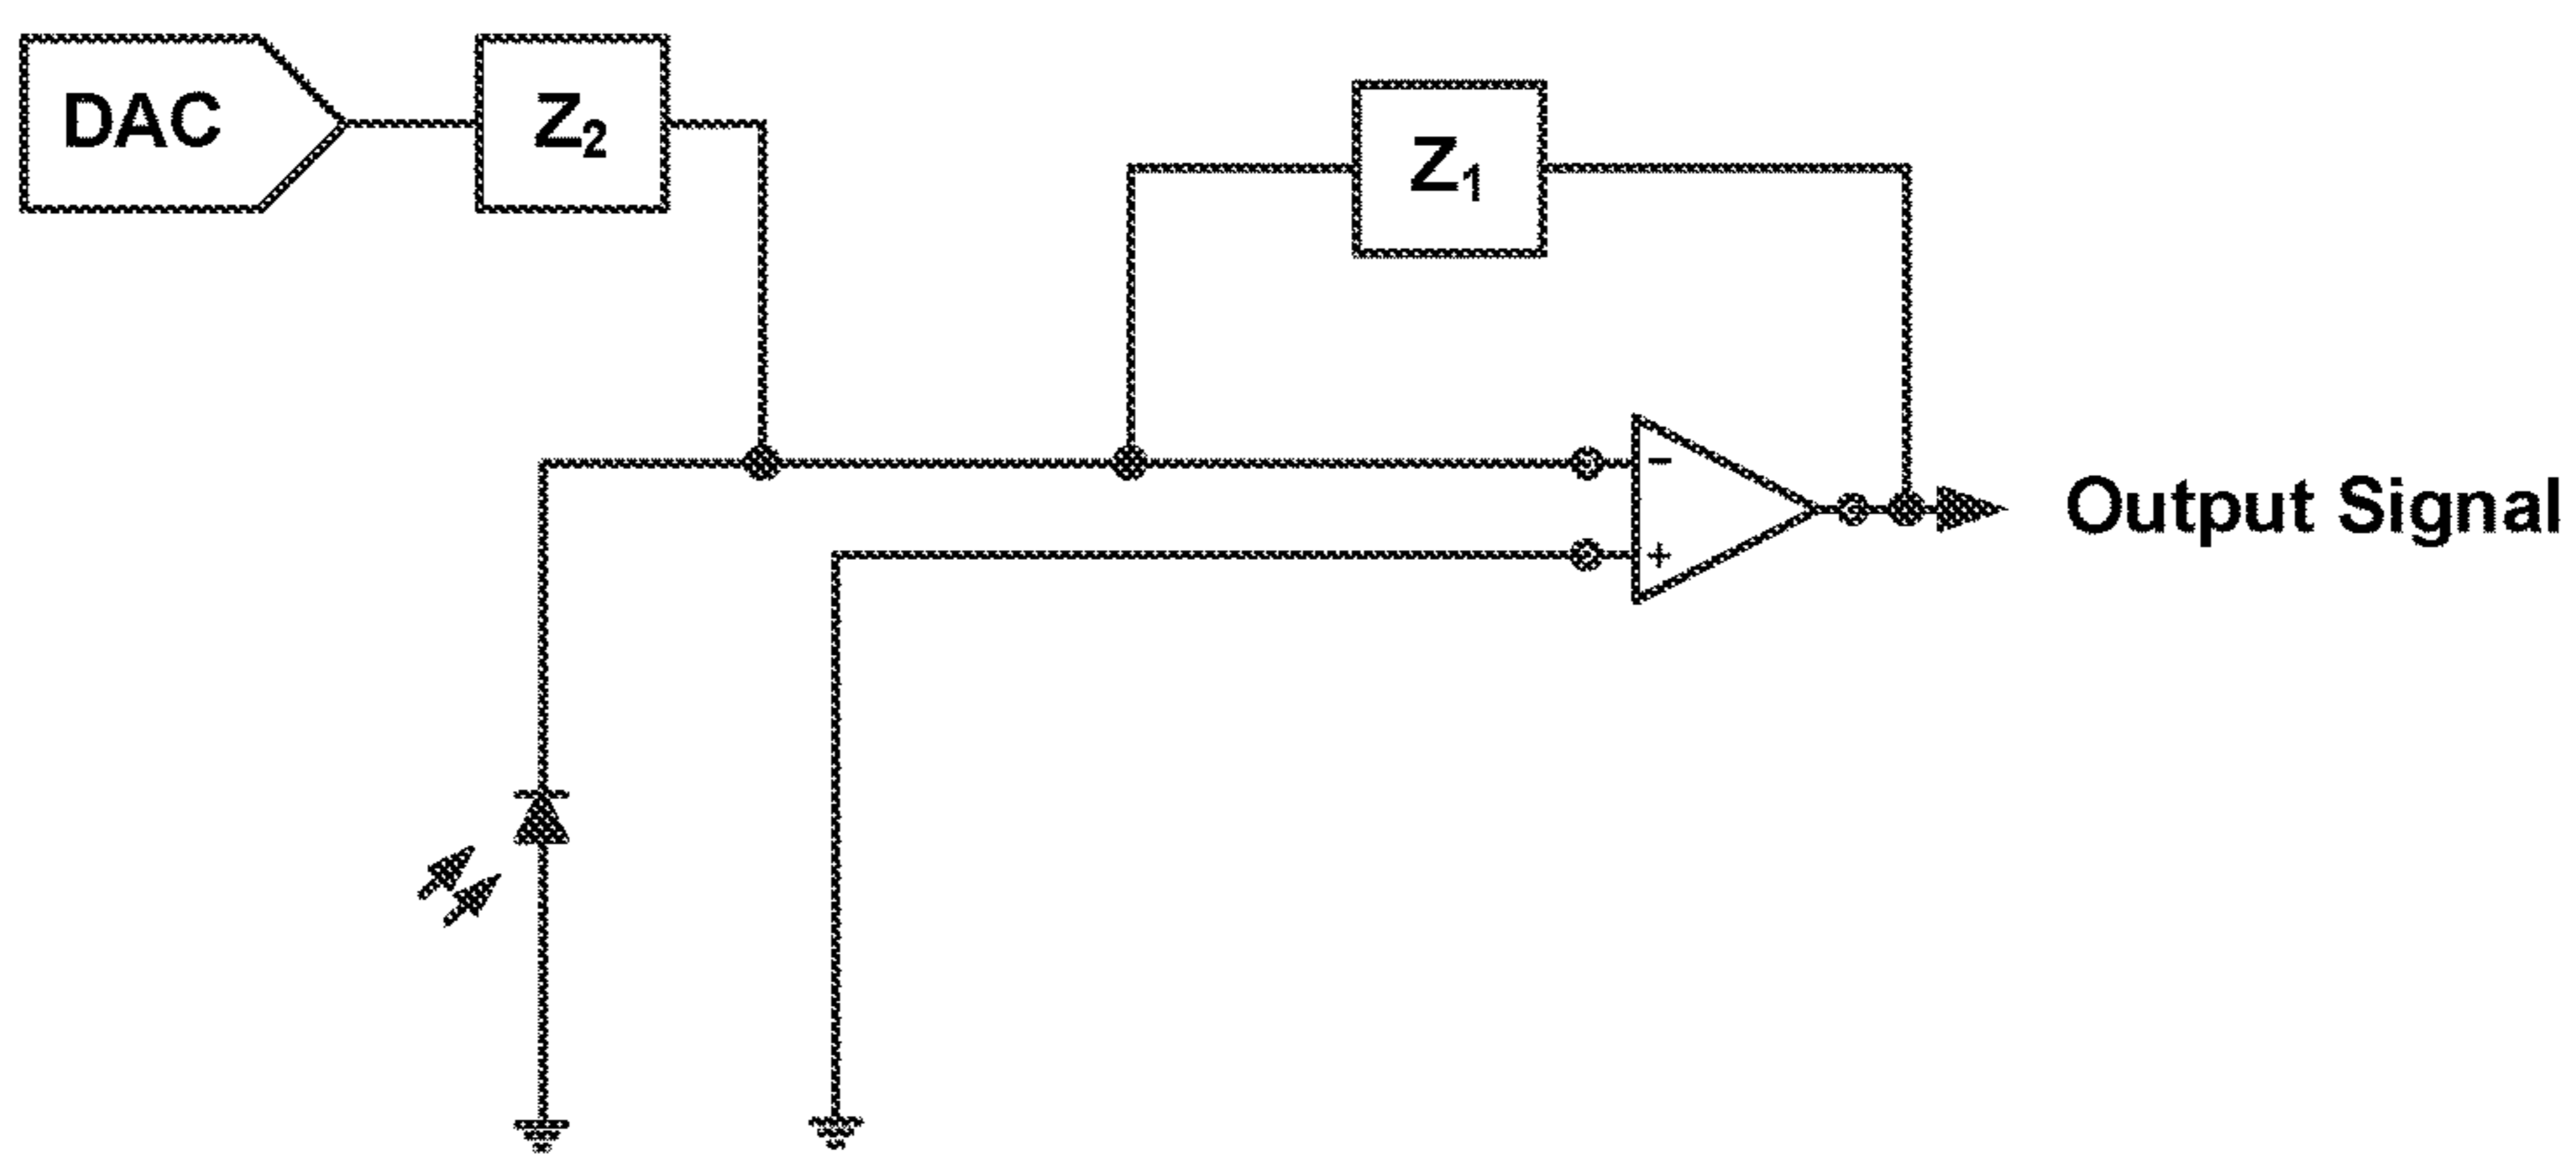 DAC
Z₂
Z₁
-
+
Output Signal